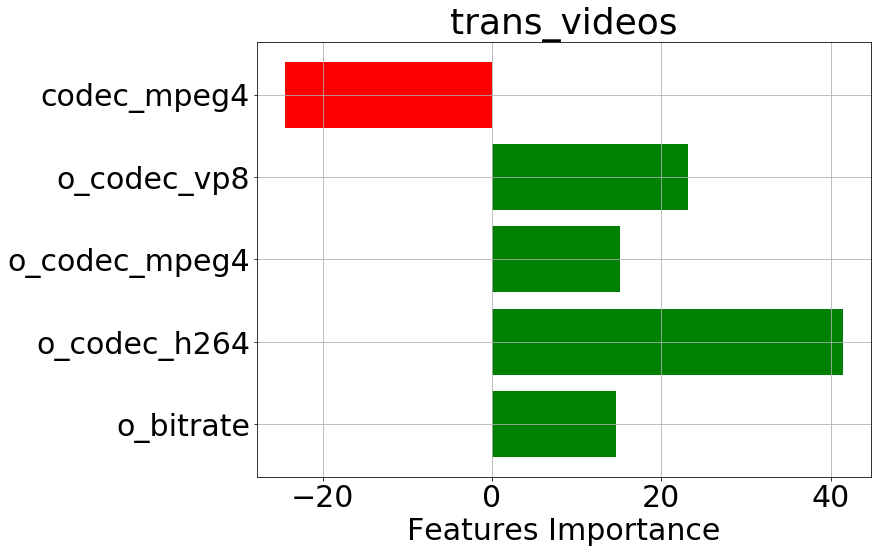 trans_videos
codec_mpeg4
o_codec_vp8
o_codec_mpeg4
o_codec_h264
o_bitrate
−20 0 20 40
Features Importance